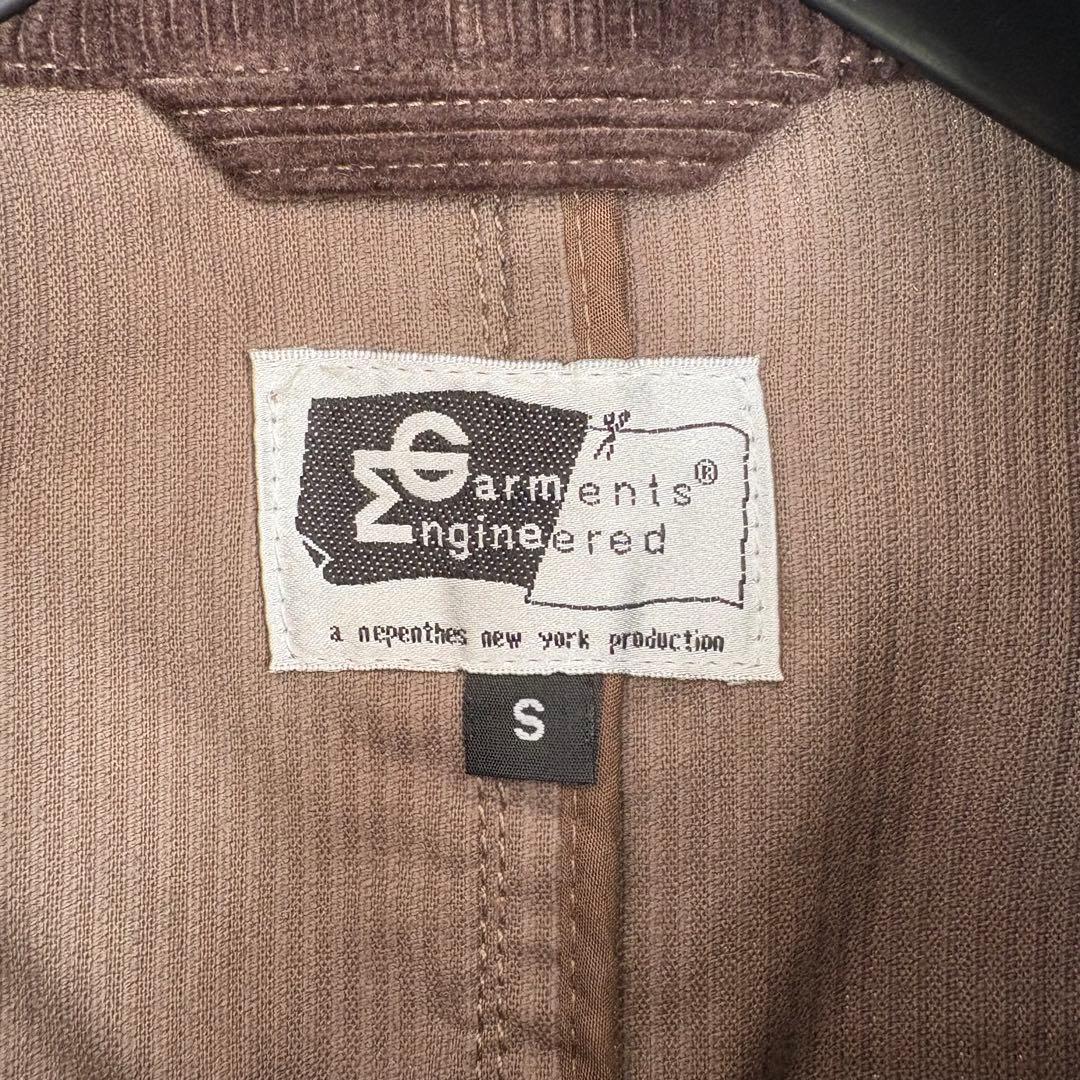 Garments®
Engineered
a nepenthes new york production
S